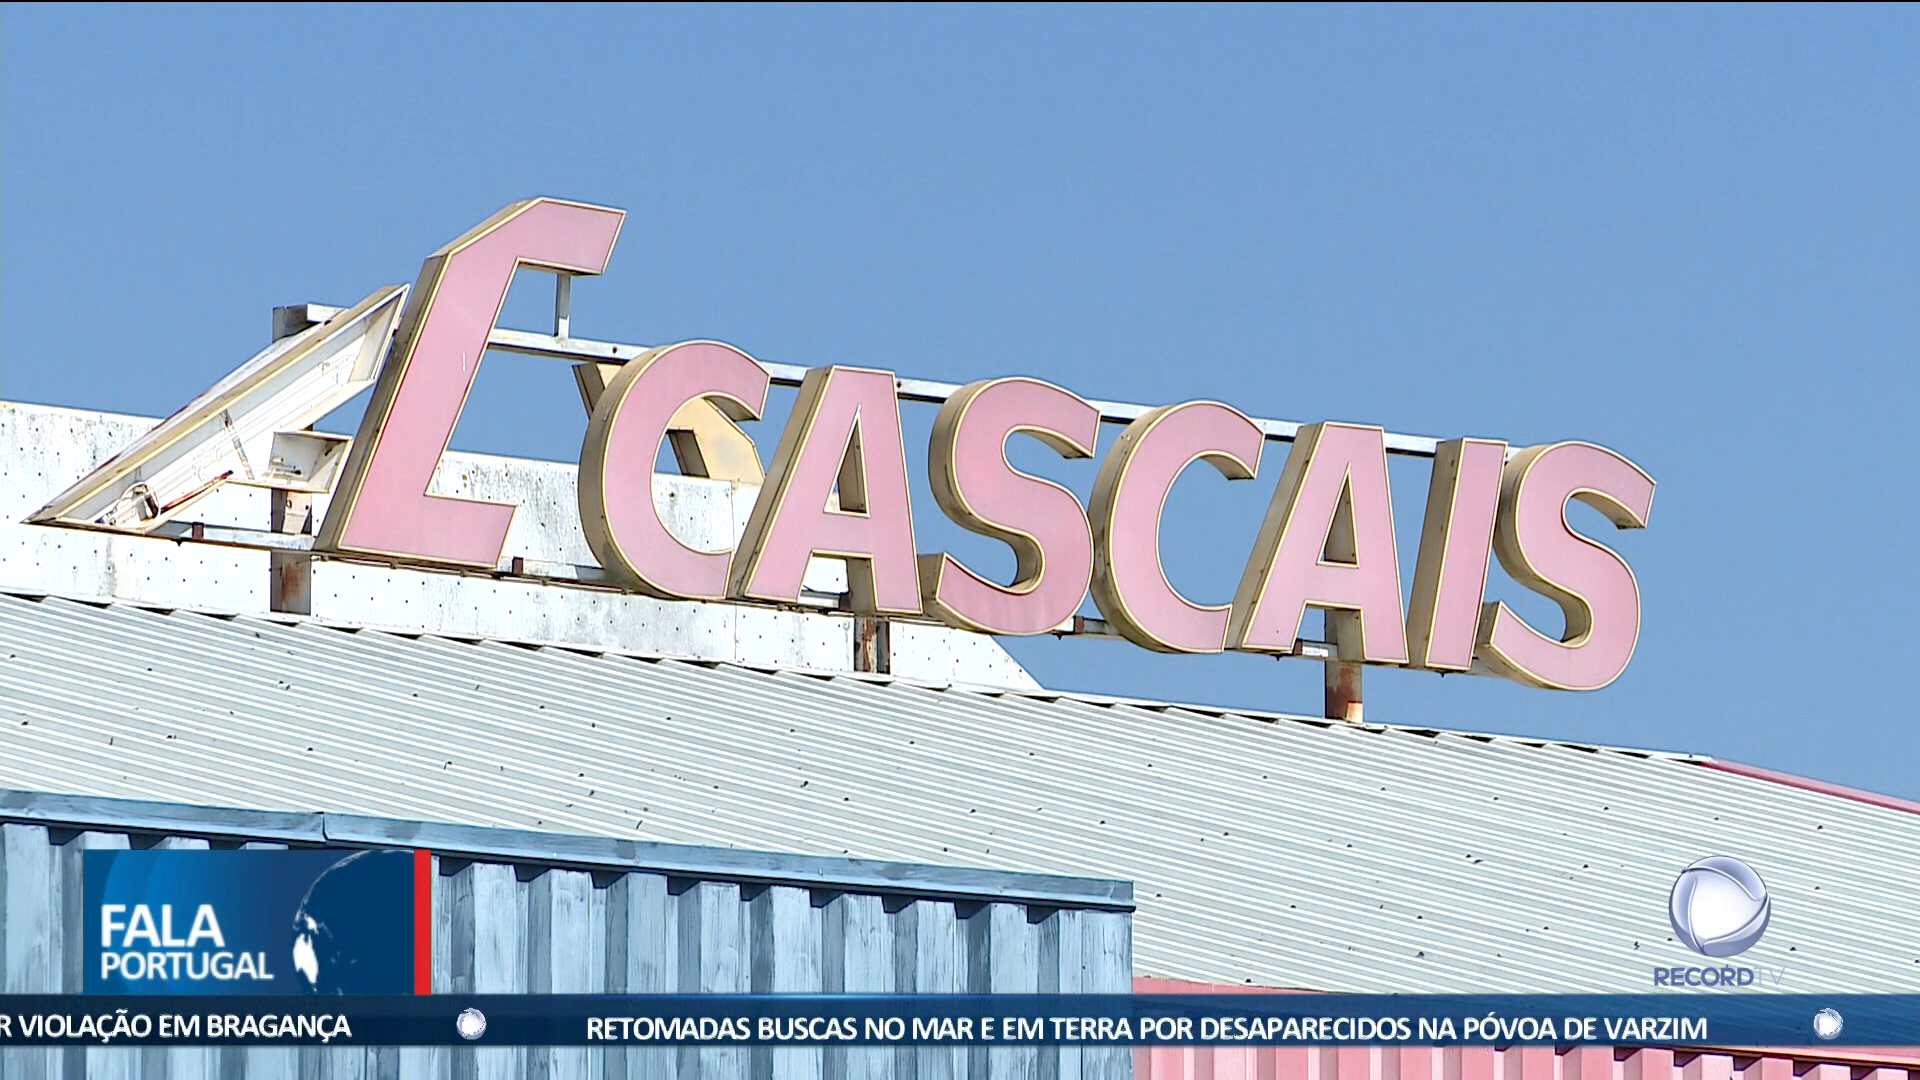 CASCAIS
FALA
PORTUGAL
RECORD TV
R VIOLAÇÃO EM BRAGANÇA
RETOMADAS BUSCAS NO MAR E EM TERRA POR DESAPARECIDOS NA PÓVOA DE VARZIM